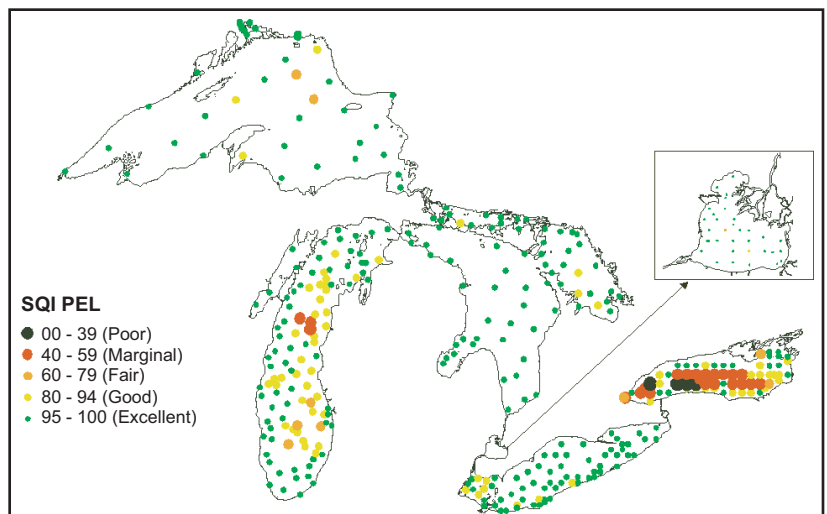 SQI PEL
00 - 39 (Poor)
40 - 59 (Marginal)
60 - 79 (Fair)
80 - 94 (Good)
95 - 100 (Excellent)